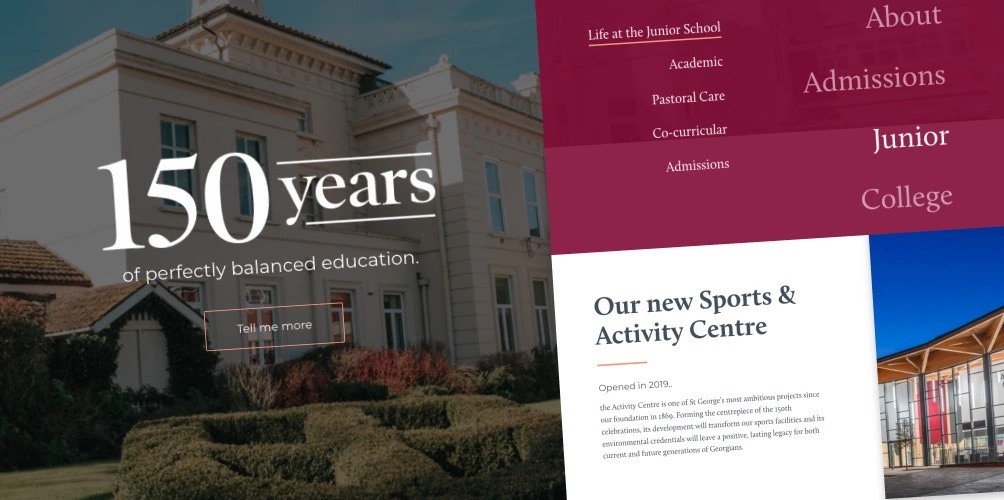 150 years
of perfectly balanced education.
Tell me more
Life at the Junior School
Academic
Pastoral Care
Co-curricular
Admissions
About
Admissions
Junior
College
Our new Sports &
Activity Centre
Opened in 2019..
the Activity Centre is one of St George's most ambitious projects since
our foundation in 1869. Forming the centrepiece of the 150th
celebrations, its development will transform our sports facilities and its
environmental credentials will leave a positive, lasting legacy for both
current and future generations of Georgians.